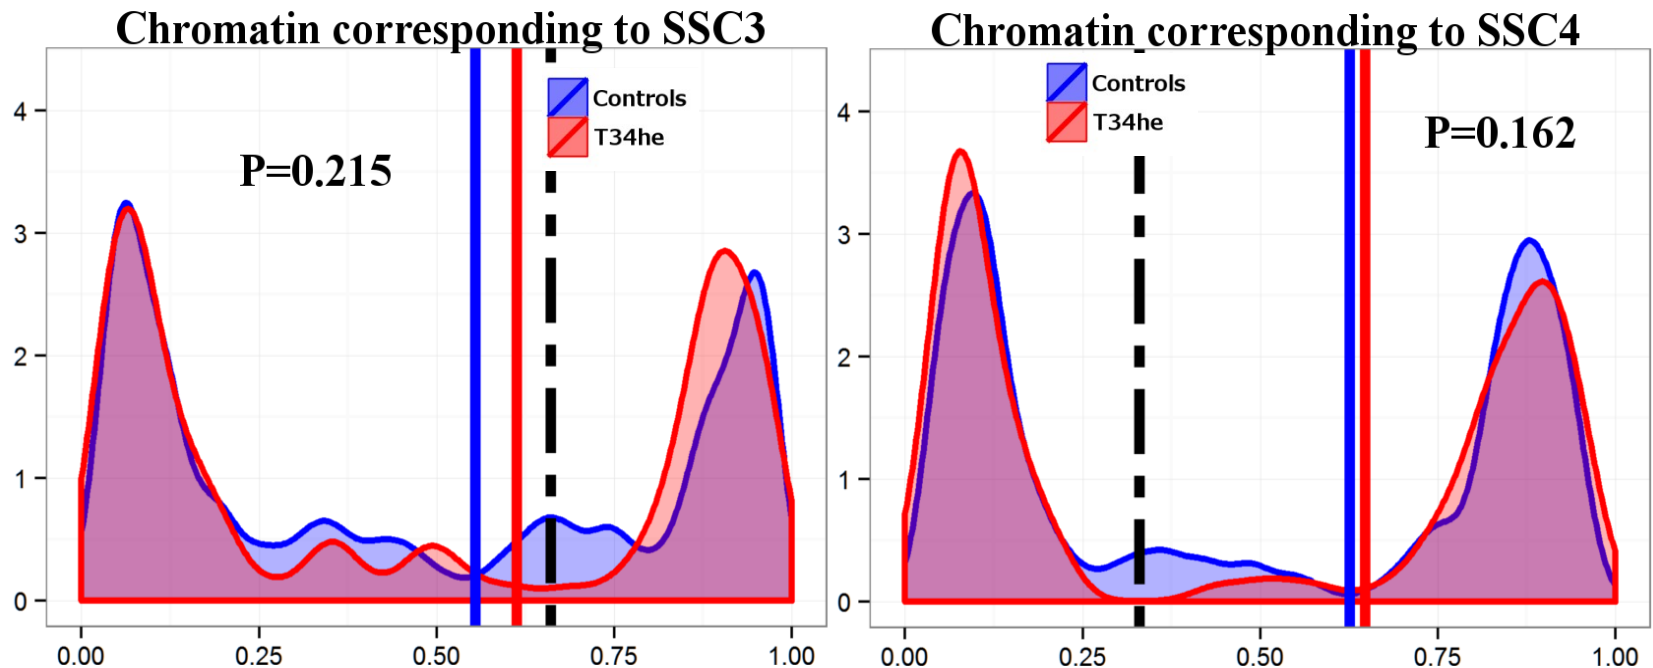 Chromatin corresponding to SSC3
Controls
T34he
P=0.215
4
3
2
1
0
0.00 0.25 0.50 0.75 1.00
Chromatin corresponding to SSC4
Controls
T34he
P=0.162
4
3
2
1
0
0.00 0.25 0.50 0.75 1.00